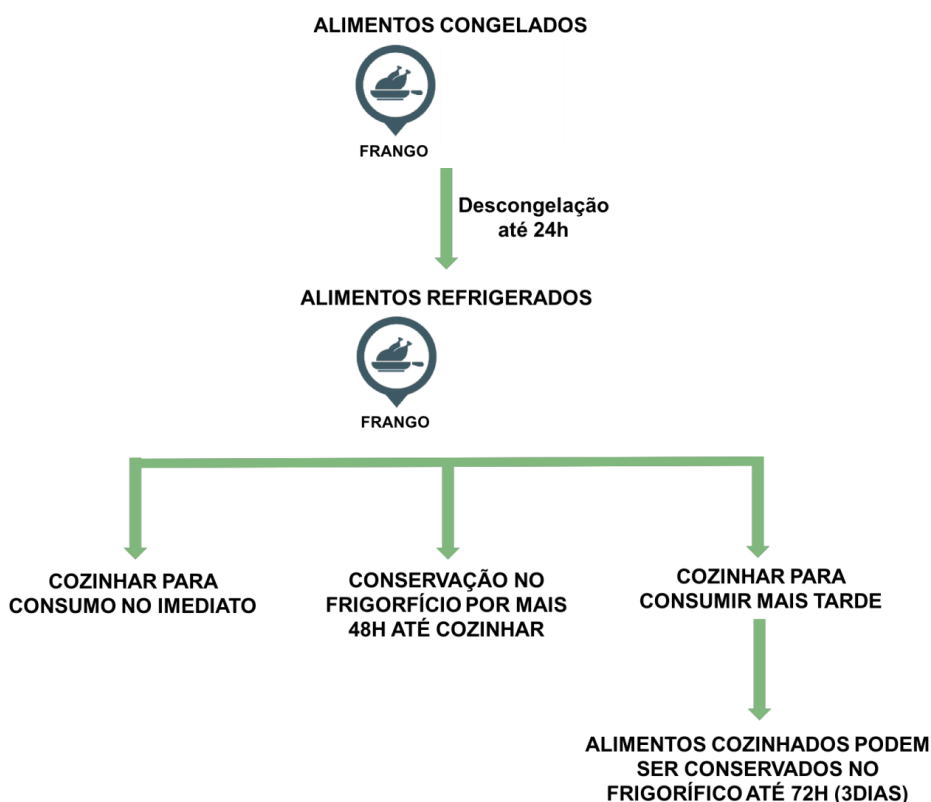 ALIMENTOS CONGELADOS
FRANGO
Descongelação
até 24h
ALIMENTOS REFRIGERADOS
FRANGO
COZINHAR PARA
CONSUMO NO IMEDIATO
CONSERVAÇÃO NO
FRIGORFÍCIO POR MAIS
48H ATÉ COZINHAR
COZINHAR PARA
CONSUMIR MAIS TARDE
ALIMENTOS COZINHADOS PODEM
SER CONSERVADOS NO
FRIGORÍFICO ATÉ 72H (3DIAS)